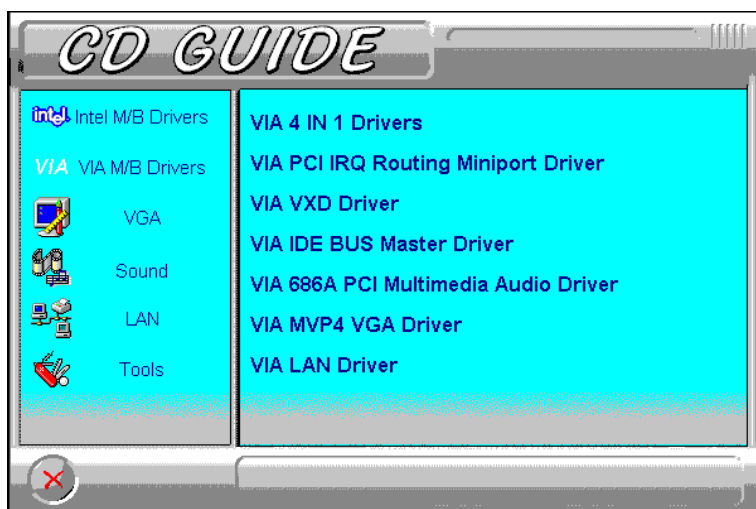 CD GUIDE
intel. Intel M/B Drivers
VIA VIA M/B Drivers
VGA
Sound
LAN
Tools
VIA 4 IN 1 Drivers
VIA PCI IRQ Routing Miniport Driver
VIA VXD Driver
VIA IDE BUS Master Driver
VIA 686A PCI Multimedia Audio Driver
VIA MVP4 VGA Driver
VIA LAN Driver